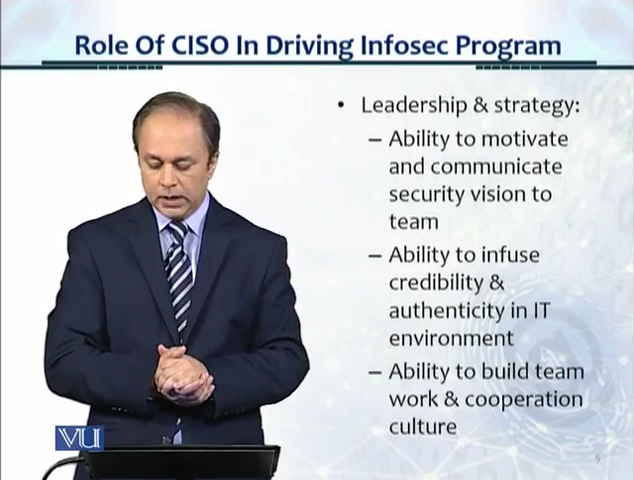 Role Of CISO In Driving Infosec Program
• Leadership & strategy:
– Ability to motivate
and communicate
security vision to
team
– Ability to infuse
credibility &
authenticity in IT
environment
– Ability to build team
work & cooperation
culture
VU
5